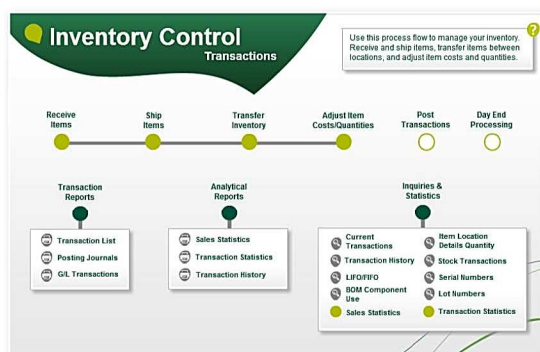 Inventory Control
Transactions
Use this process flow to manage your inventory.
Receive and ship items, transfer items between
locations, and adjust item costs and quantities.
?
Receive
Items
Ship
Items
Transfer
Inventory
Adjust Item
Costs/Quantities
Post
Transactions
Day End
Processing
Transaction
Reports
Transaction List
Posting Journals
G/L Transactions
Analytical
Reports
Sales Statistics
Transaction Statistics
Transaction History
Inquiries &
Statistics
Current
Transactions
Transaction History
LIFO/FIFO
BOM Component
Use
Sales Statistics
Item Location
Details Quantity
Stock Transactions
Serial Numbers
Lot Numbers
Transaction Statistics